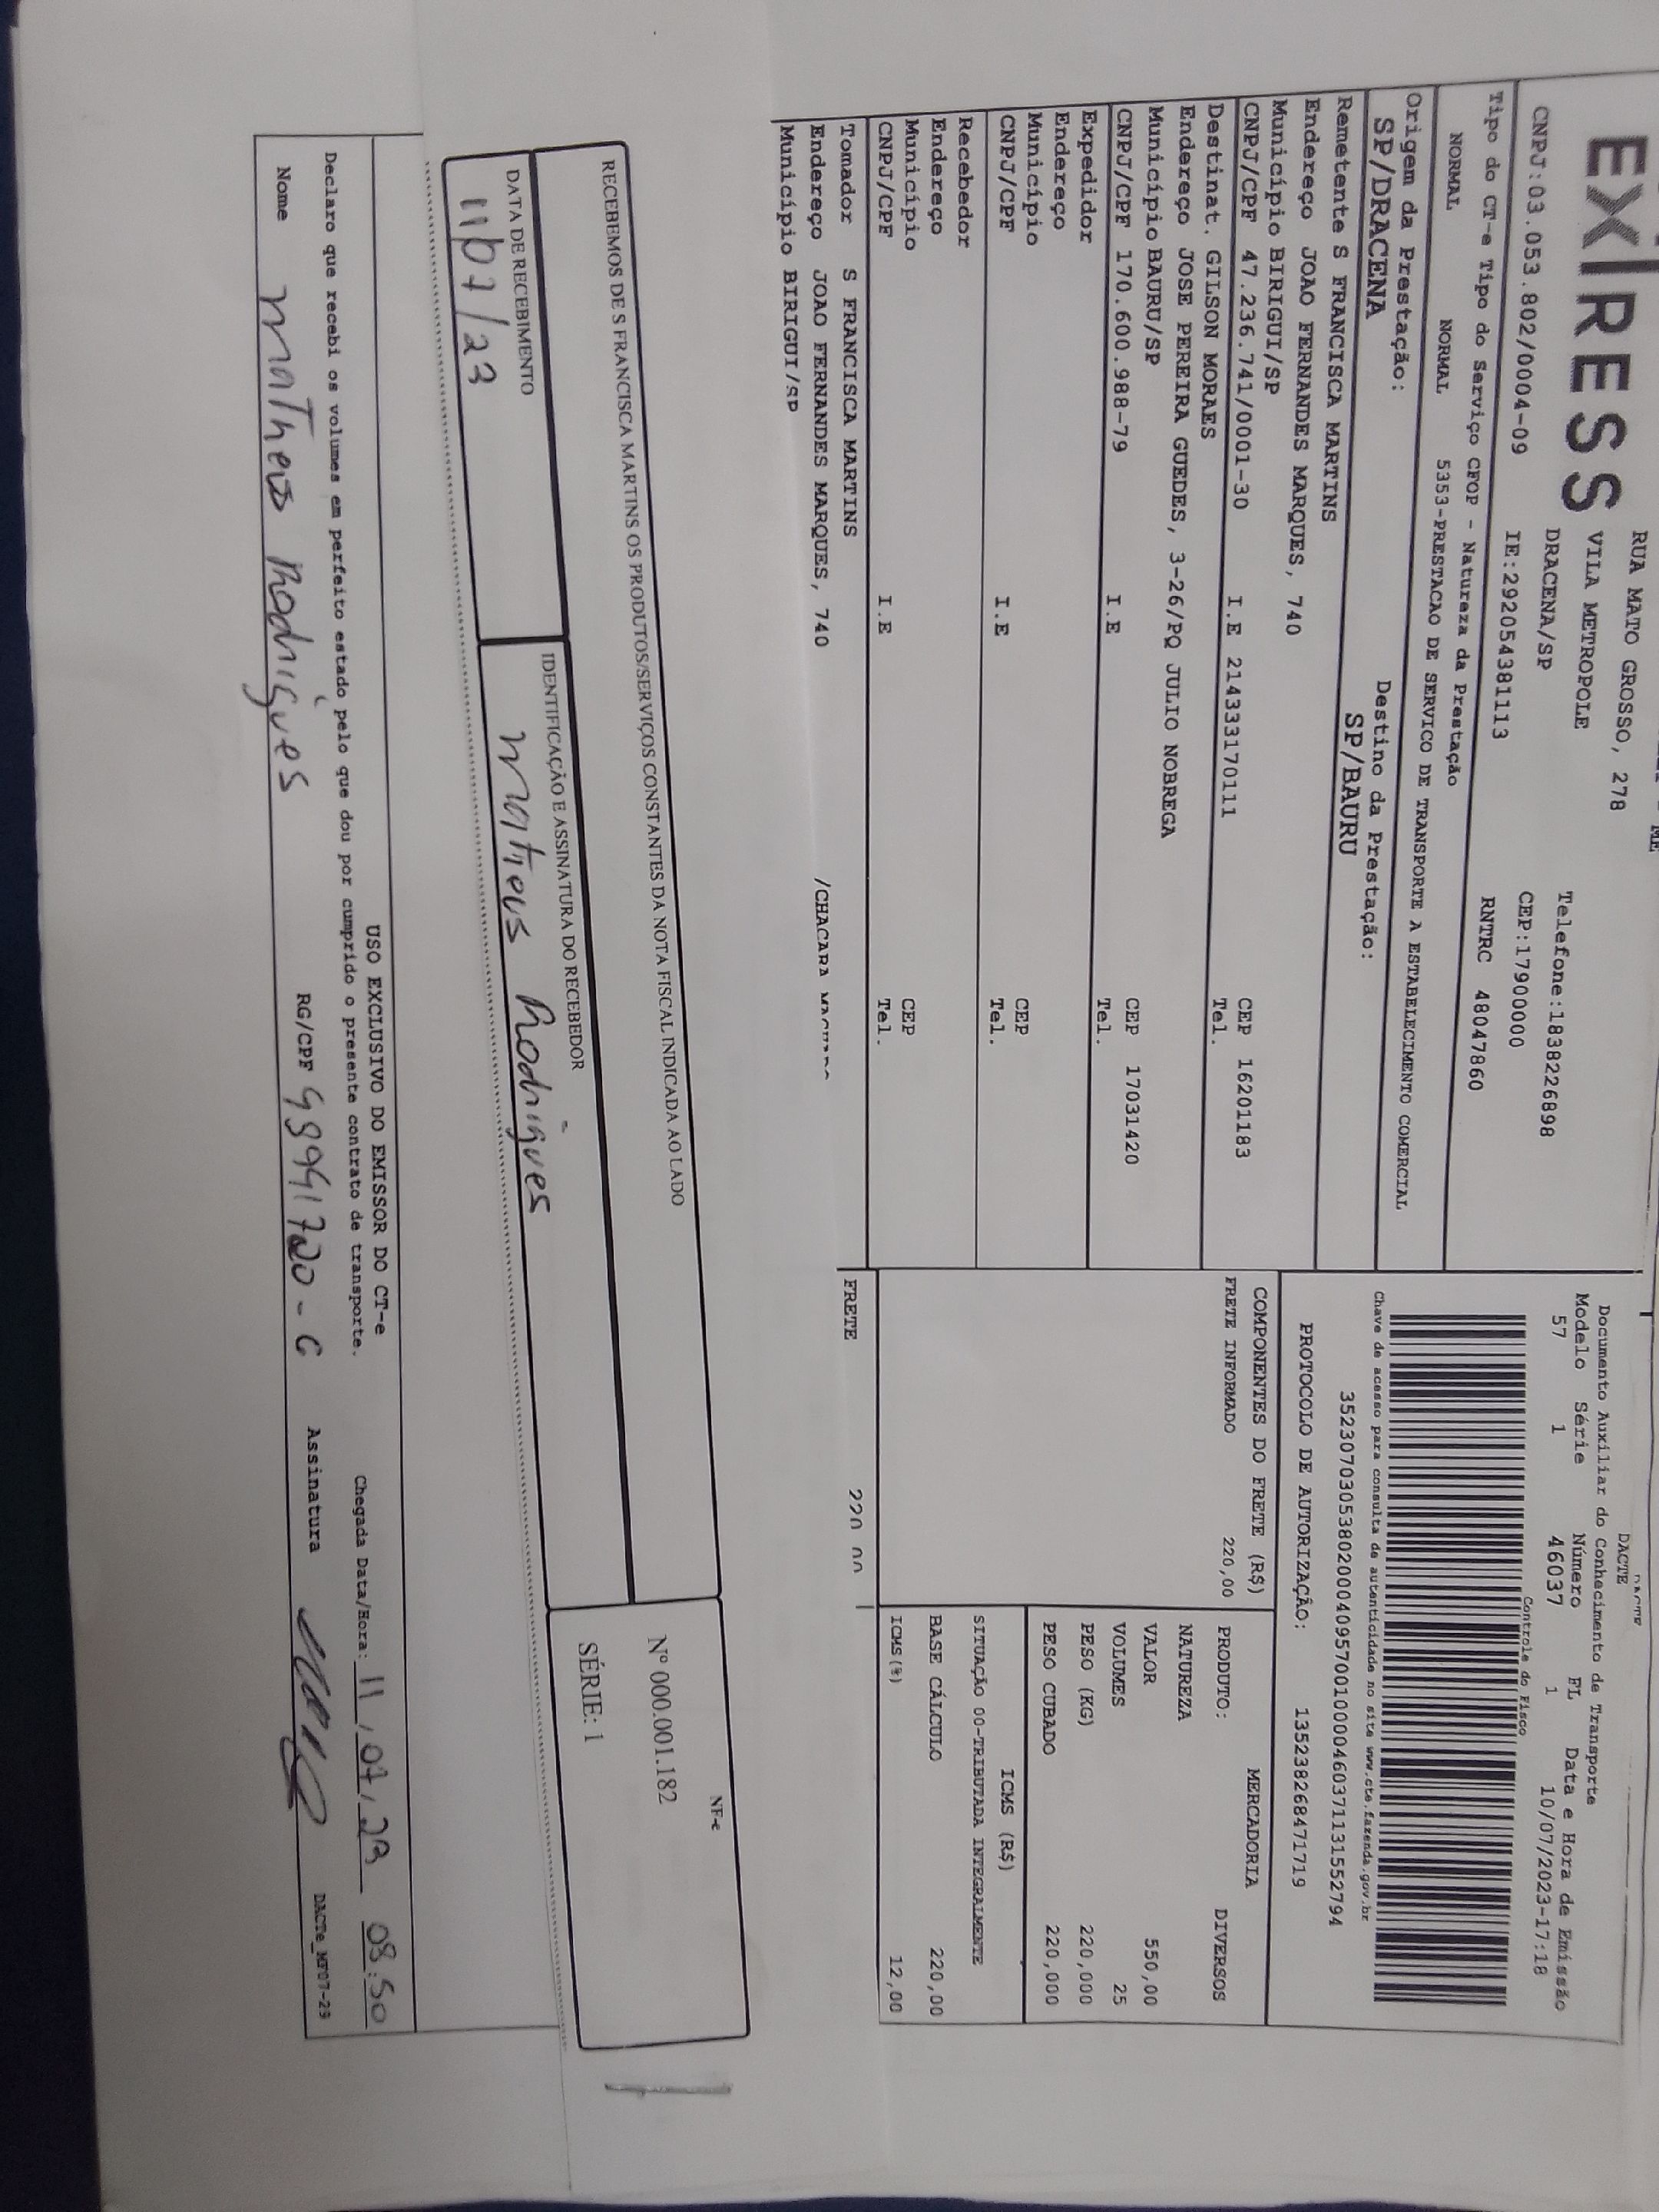 EXPRESS
RUA MATO GROSSO, 278
VILA METROPOLE
Telefone:1838226898
CNPJ:03.053.802/0004-09
DRACENA/SP
CEP:17900000
IE:292054381113
RNTRC 48047860
Tipo do CT-e Tipo do Serviço CFOP - Natureza da Prestação
NORMAL NORMAL 5353-PRESTACAO DE SERVICO DE TRANSPORTE A ESTABELECIMENTO COMERCIAL
Origem da Prestação: Destino da Prestação:
SP/DRACENA SP/BAURU
Remetente S FRANCISCA MARTINS
Endereço JOAO FERNANDES MARQUES, 740
Município BIRIGUI/SP CEP 16201183
CNPJ/CPF 47.236.741/0001-30 I.E 214333170111 Tel.
Destinat. GILSON MORAES
Endereço JOSE PEREIRA GUEDES, 3-26/PQ JULIO NOBREGA
Município BAURU/SP CEP 17031420
CNPJ/CPF 170.600.988-79 I.E Tel.
Expedidor
Endereço
Município CEP
CNPJ/CPF I.E Tel.
Recebedor
Endereço
Município CEP
CNPJ/CPF I.E Tel.
Tomador S FRANCISCA MARTINS
Endereço JOAO FERNANDES MARQUES, 740 /CHACARA
Município BIRIGUI/SP
DACTE
Documento Auxiliar do Conhecimento de Transporte
Modelo Série Número FL Data e Hora de Emissão
57 1 46037 1 10/07/2023-17:18
Controle do Fisco
Chave de acesso para consulta de autenticidade no site www.cte.fazenda.gov.br
35230703053802000409570010000460371131552794
PROTOCOLO DE AUTORIZAÇÃO: 135238268471719
COMPONENTES DO FRETE (R$)
FRETE INFORMADO 220,00
FRETE 220,00
MERCADORIA
PRODUTO: DIVERSOS
NATUREZA
VALOR 550,00
VOLUMES 25
PESO (KG) 220,000
PESO CUBADO 220,000
ICMS (R$)
SITUAÇÃO 00-TRIBUTADA INTEGRALMENTE
BASE CÁLCULO 220,00
ICMS(%) 12,00
RECEBEMOS DE S FRANCISCA MARTINS OS PRODUTOS/SERVIÇOS CONSTANTES DA NOTA FISCAL INDICADA AO LADO
NF-e
Nº 000.001.182
SÉRIE: 1
DATA DE RECEBIMENTO
11/07/23
IDENTIFICAÇÃO E ASSINATURA DO RECEBEDOR
Matheus Rodrigues
USO EXCLUSIVO DO EMISSOR DO CT-e
Declaro que recebi os volumes em perfeito estado pelo que dou por cumprido o presente contrato de transporte.
Chegada Data/Hora: 11/07/23 08:50
Nome Matheus Rodrigues RG/CPF Assinatura
DACTe_MF07-29